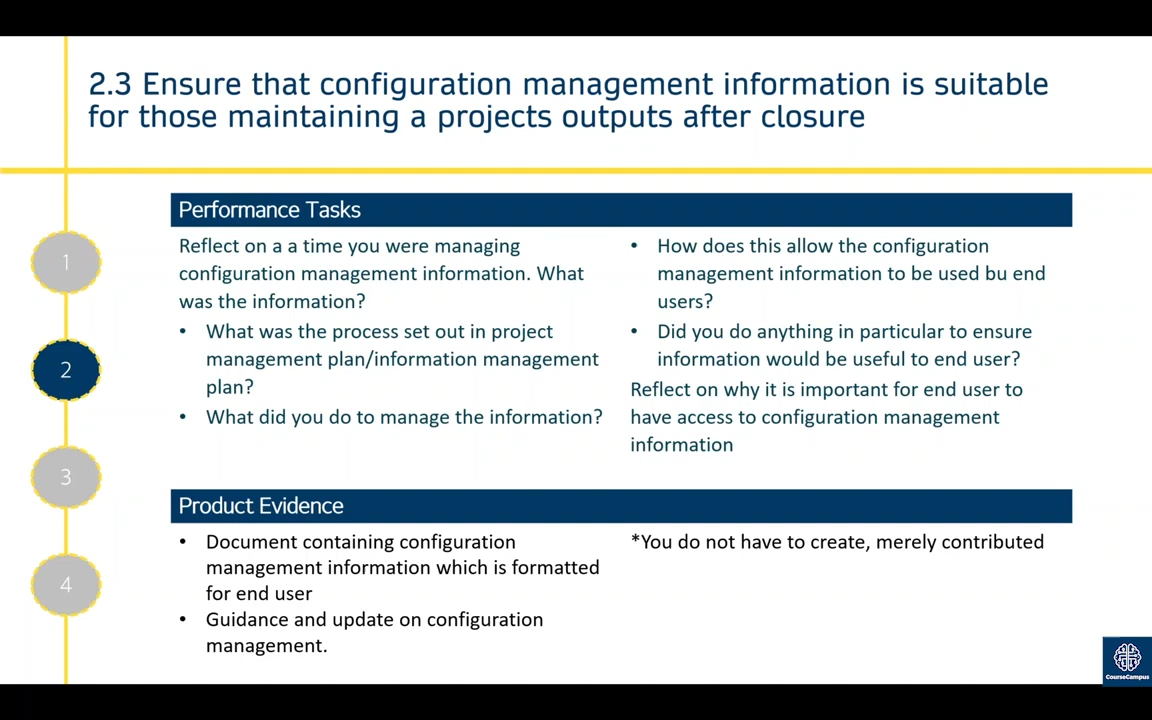 2.3 Ensure that configuration management information is suitable
for those maintaining a projects outputs after closure
1
2
3
4
Performance Tasks
Reflect on a a time you were managing
configuration management information. What
was the information?
• What was the process set out in project
management plan/information management
plan?
• What did you do to manage the information?
• How does this allow the configuration
management information to be used bu end
users?
• Did you do anything in particular to ensure
information would be useful to end user?
Reflect on why it is important for end user to
have access to configuration management
information
Product Evidence
• Document containing configuration
management information which is formatted
for end user
• Guidance and update on configuration
management.
*You do not have to create, merely contributed
CourseCampus